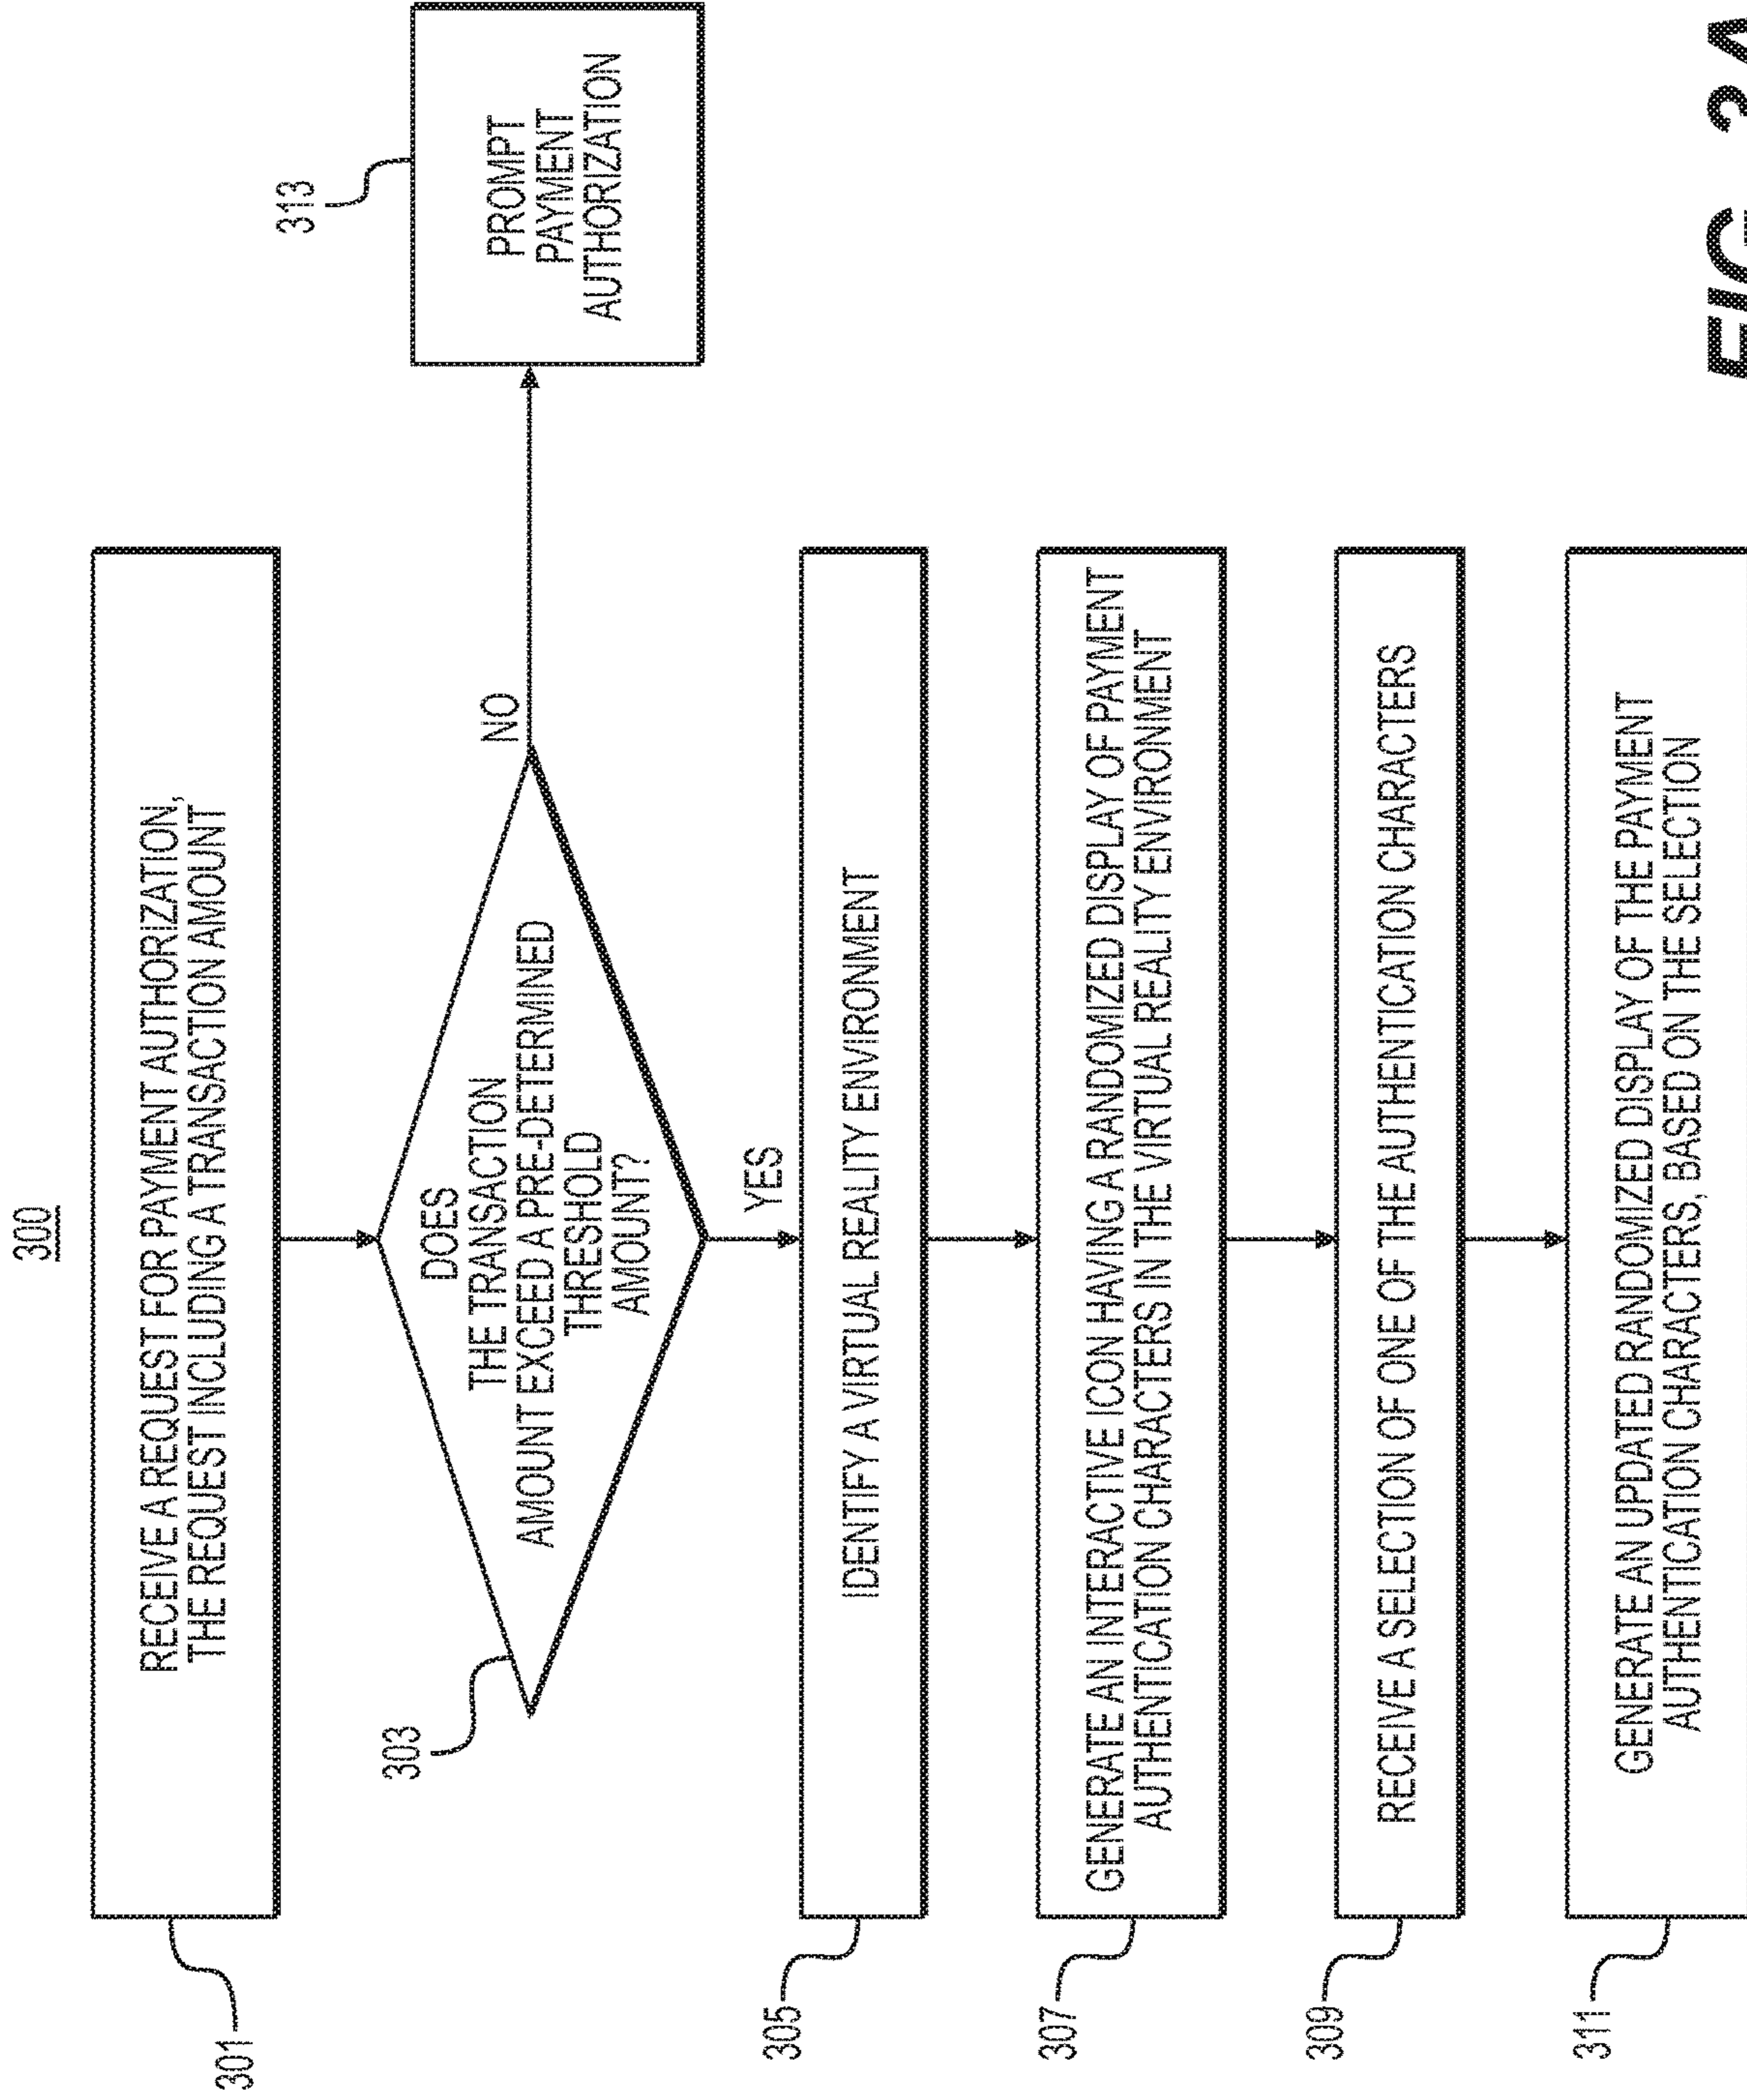 300
301
RECEIVE A REQUEST FOR PAYMENT AUTHORIZATION,
THE REQUEST INCLUDING A TRANSACTION AMOUNT
303
DOES
THE TRANSACTION
AMOUNT EXCEED A PRE-DETERMINED
THRESHOLD
AMOUNT?
NO
313
PROMPT
PAYMENT
AUTHORIZATION
YES
305
IDENTIFY A VIRTUAL REALITY ENVIRONMENT
307
GENERATE AN INTERACTIVE ICON HAVING A RANDOMIZED DISPLAY OF PAYMENT
AUTHENTICATION CHARACTERS IN THE VIRTUAL REALITY ENVIRONMENT
309
RECEIVE A SELECTION OF ONE OF THE AUTHENTICATION CHARACTERS
311
GENERATE AN UPDATED RANDOMIZED DISPLAY OF THE PAYMENT
AUTHENTICATION CHARACTERS, BASED ON THE SELECTION
FIG. 3A